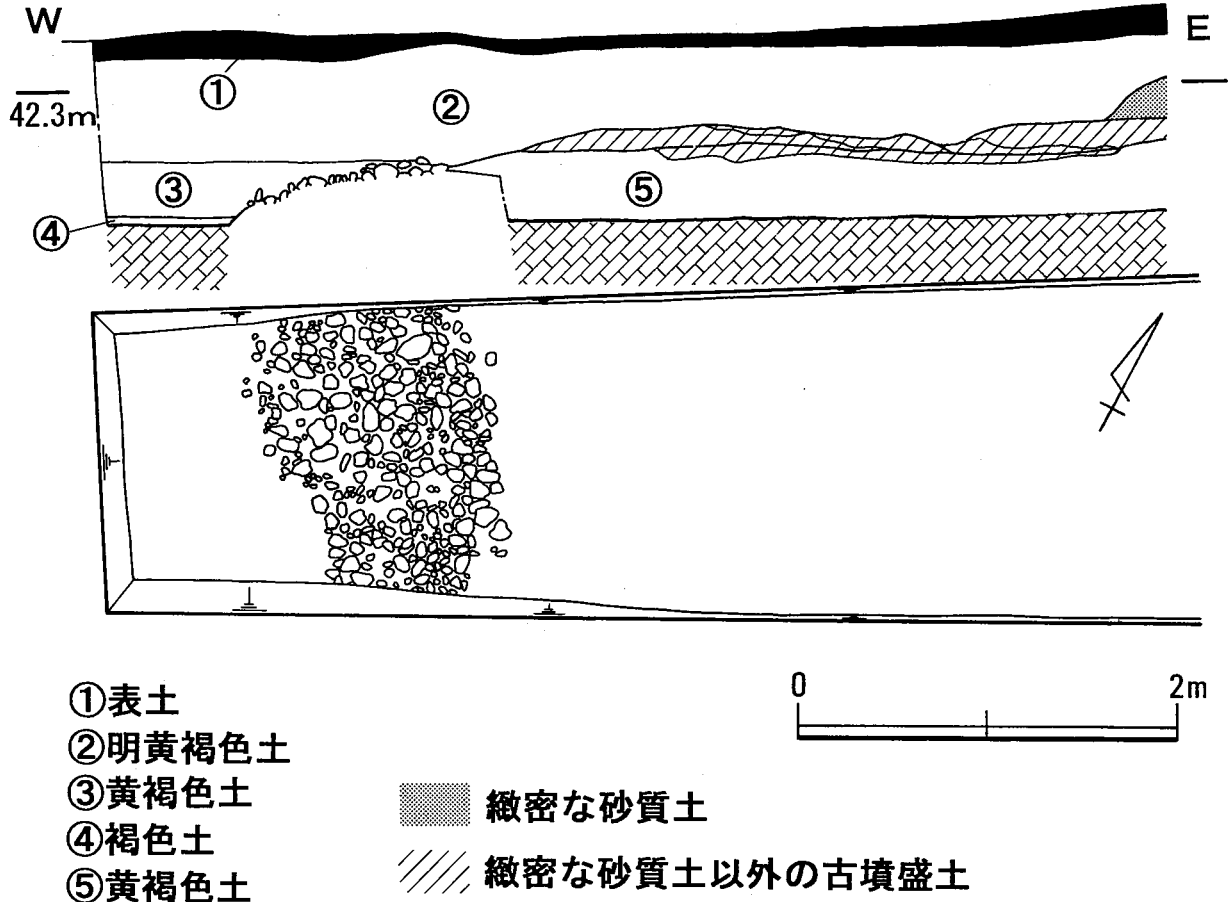 W
E
①
②
42.3m
③
⑤
④
0 2m
①表土
②明黄褐色土
③黄褐色土
④褐色土
⑤黄褐色土
緻密な砂質土
緻密な砂質土以外の古墳盛土